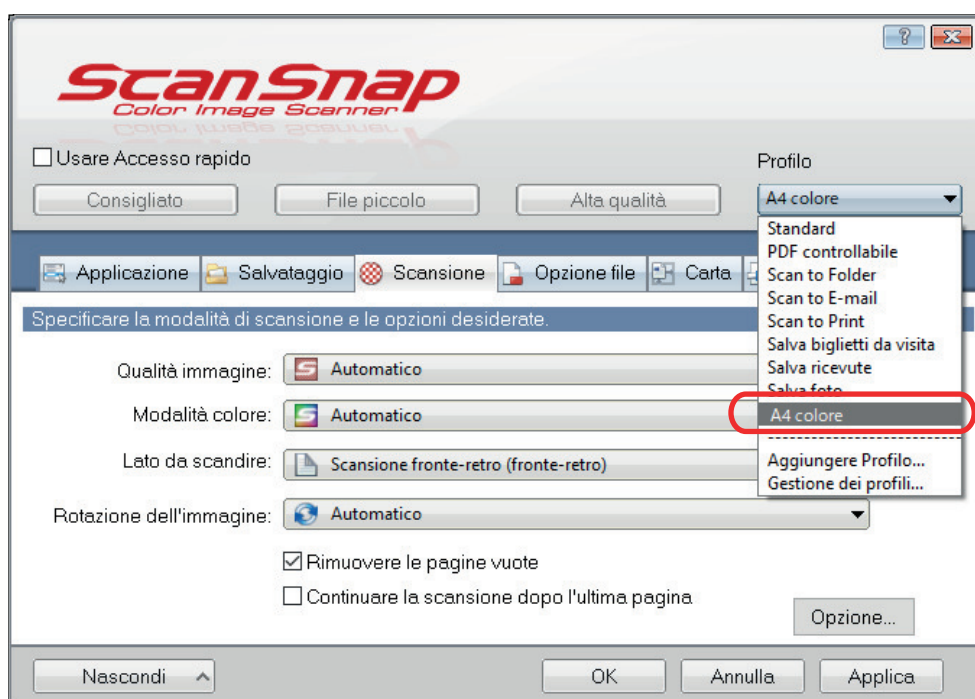 ScanSnap
Color Image Scanner
Usare Accesso rapido
Profilo
Consigliato
File piccolo
Alta qualità
A4 colore
Standard
PDF controllabile
Scan to Folder
Scan to E-mail
Scan to Print
Salva biglietti da visita
Salva ricevute
Salva foto
A4 colore
Aggiungere Profilo...
Gestione dei profili...
Applicazione
Salvataggio
Scansione
Opzione file
Carta
Specificare la modalità di scansione e le opzioni desiderate.
Qualità immagine:
Automatico
Modalità colore:
Automatico
Lato da scandire:
Scansione fronte-retro (fronte-retro)
Rotazione dell'immagine:
Automatico
Rimuovere le pagine vuote
Continuare la scansione dopo l'ultima pagina
Opzione...
Nascondi
OK
Annulla
Applica